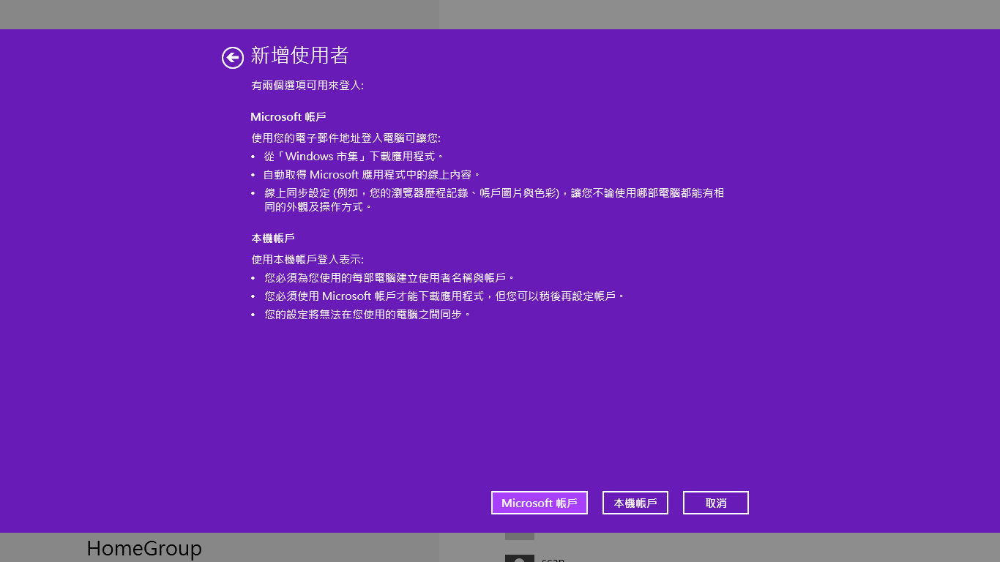 新增使用者
有兩個選項可用來登入:
Microsoft 帳戶
使用您的電子郵件地址登入電腦可讓您:
• 從「Windows 市集」下載應用程式。
• 自動取得 Microsoft 應用程式中的線上內容。
• 線上同步設定 (例如，您的瀏覽器歷程記錄、帳戶圖片與色彩)，讓您不論使用哪部電腦都能有相
同的外觀及操作方式。
本機帳戶
使用本機帳戶登入表示:
• 您必須為您使用的每部電腦建立使用者名稱與帳戶。
• 您必須使用 Microsoft 帳戶才能下載應用程式，但您可以稍後再設定帳戶。
• 您的設定將無法在您使用的電腦之間同步。
Microsoft 帳戶
本機帳戶
取消
HomeGroup
scan